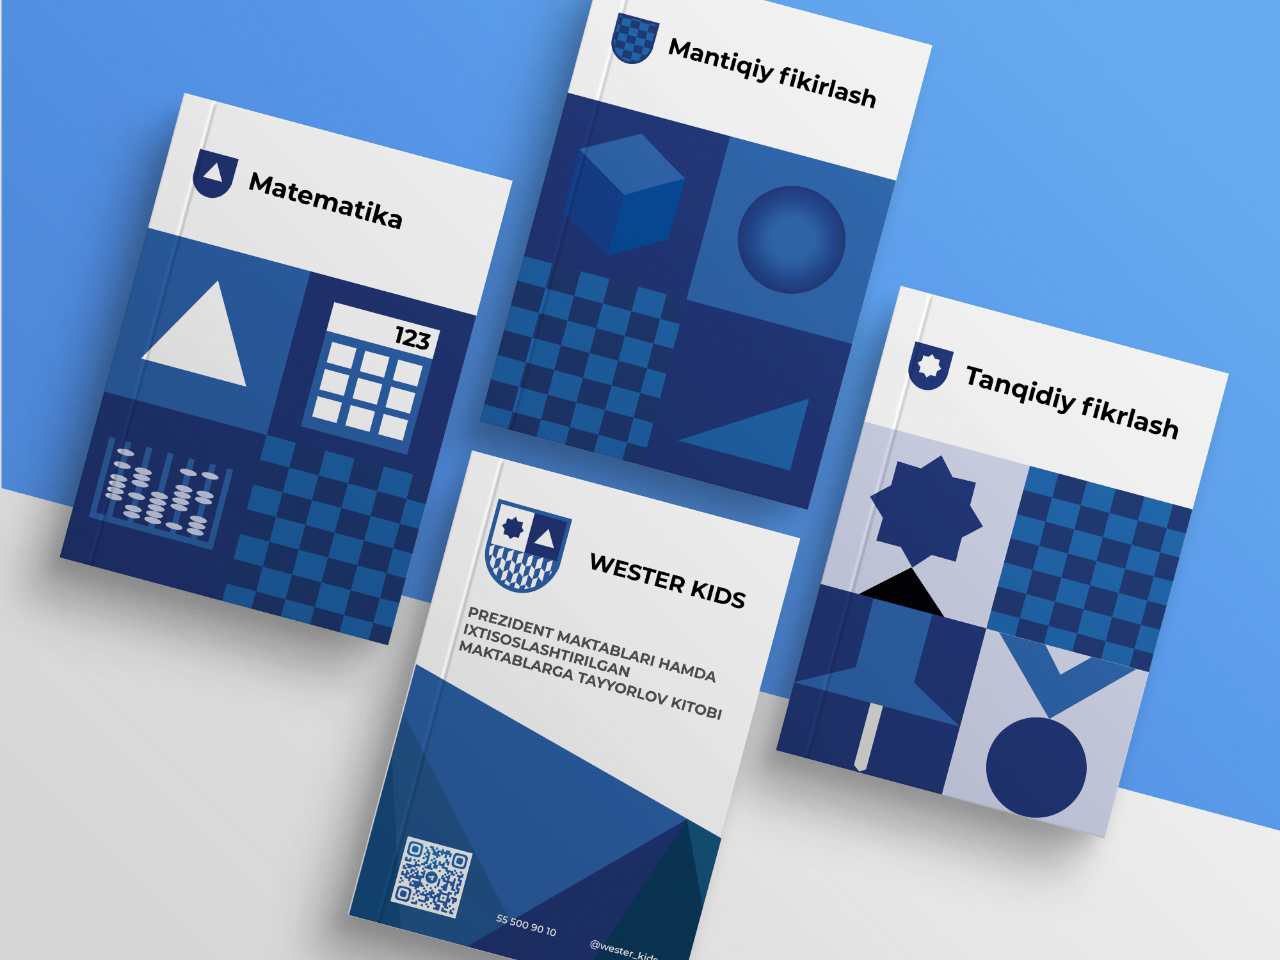 Mantiqiy fikirlash
Matematika
123
Tanqidiy fikrlash
WESTER KIDS
PREZIDENT MAKTABLARI HAMDA
IXTISOSLASHTIRILGAN
MAKTABLARGA TAYYORLOV KITOBI
55 500 90 10
@wester_kids